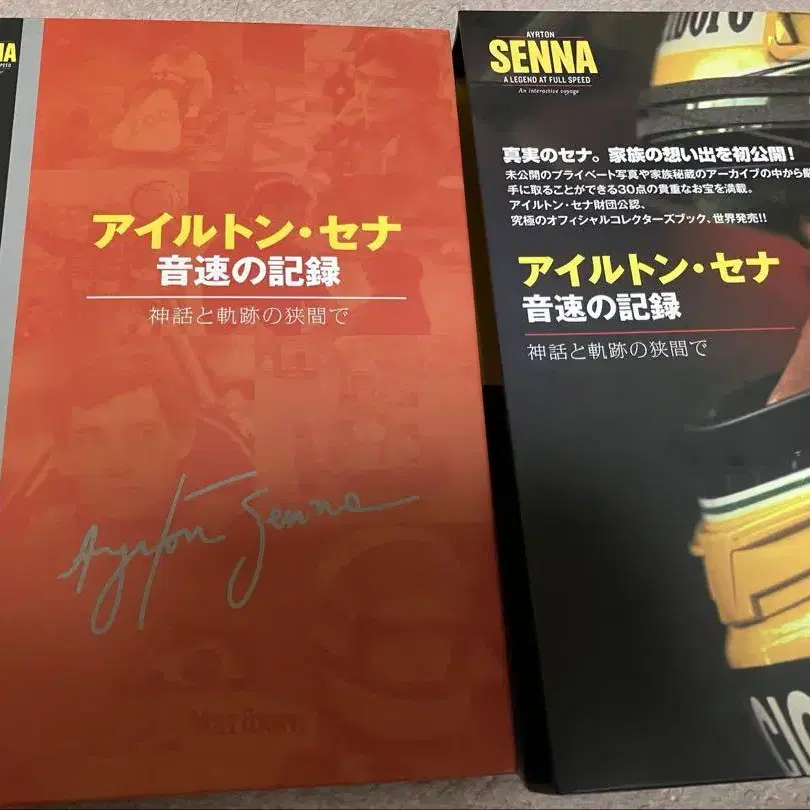 NA
アイルトン・セナ
音速の記録
神話と軌跡の狭間で
Ayrton Senna
Marlboro
AYRTON
SENNA
A LEGEND AT FULL SPEED
An interactive voyage
真実のセナ。家族の想い出を初公開！
未公開のプライベート写真や家族秘蔵のアーカイブの中から厳
手に取ることができる30点の貴重なお宝を満載。
アイルトン・セナ財団公認、
究極のオフィシャルコレクターズブック、世界発売!!
アイルトン・セナ
音速の記録
神話と軌跡の狭間で